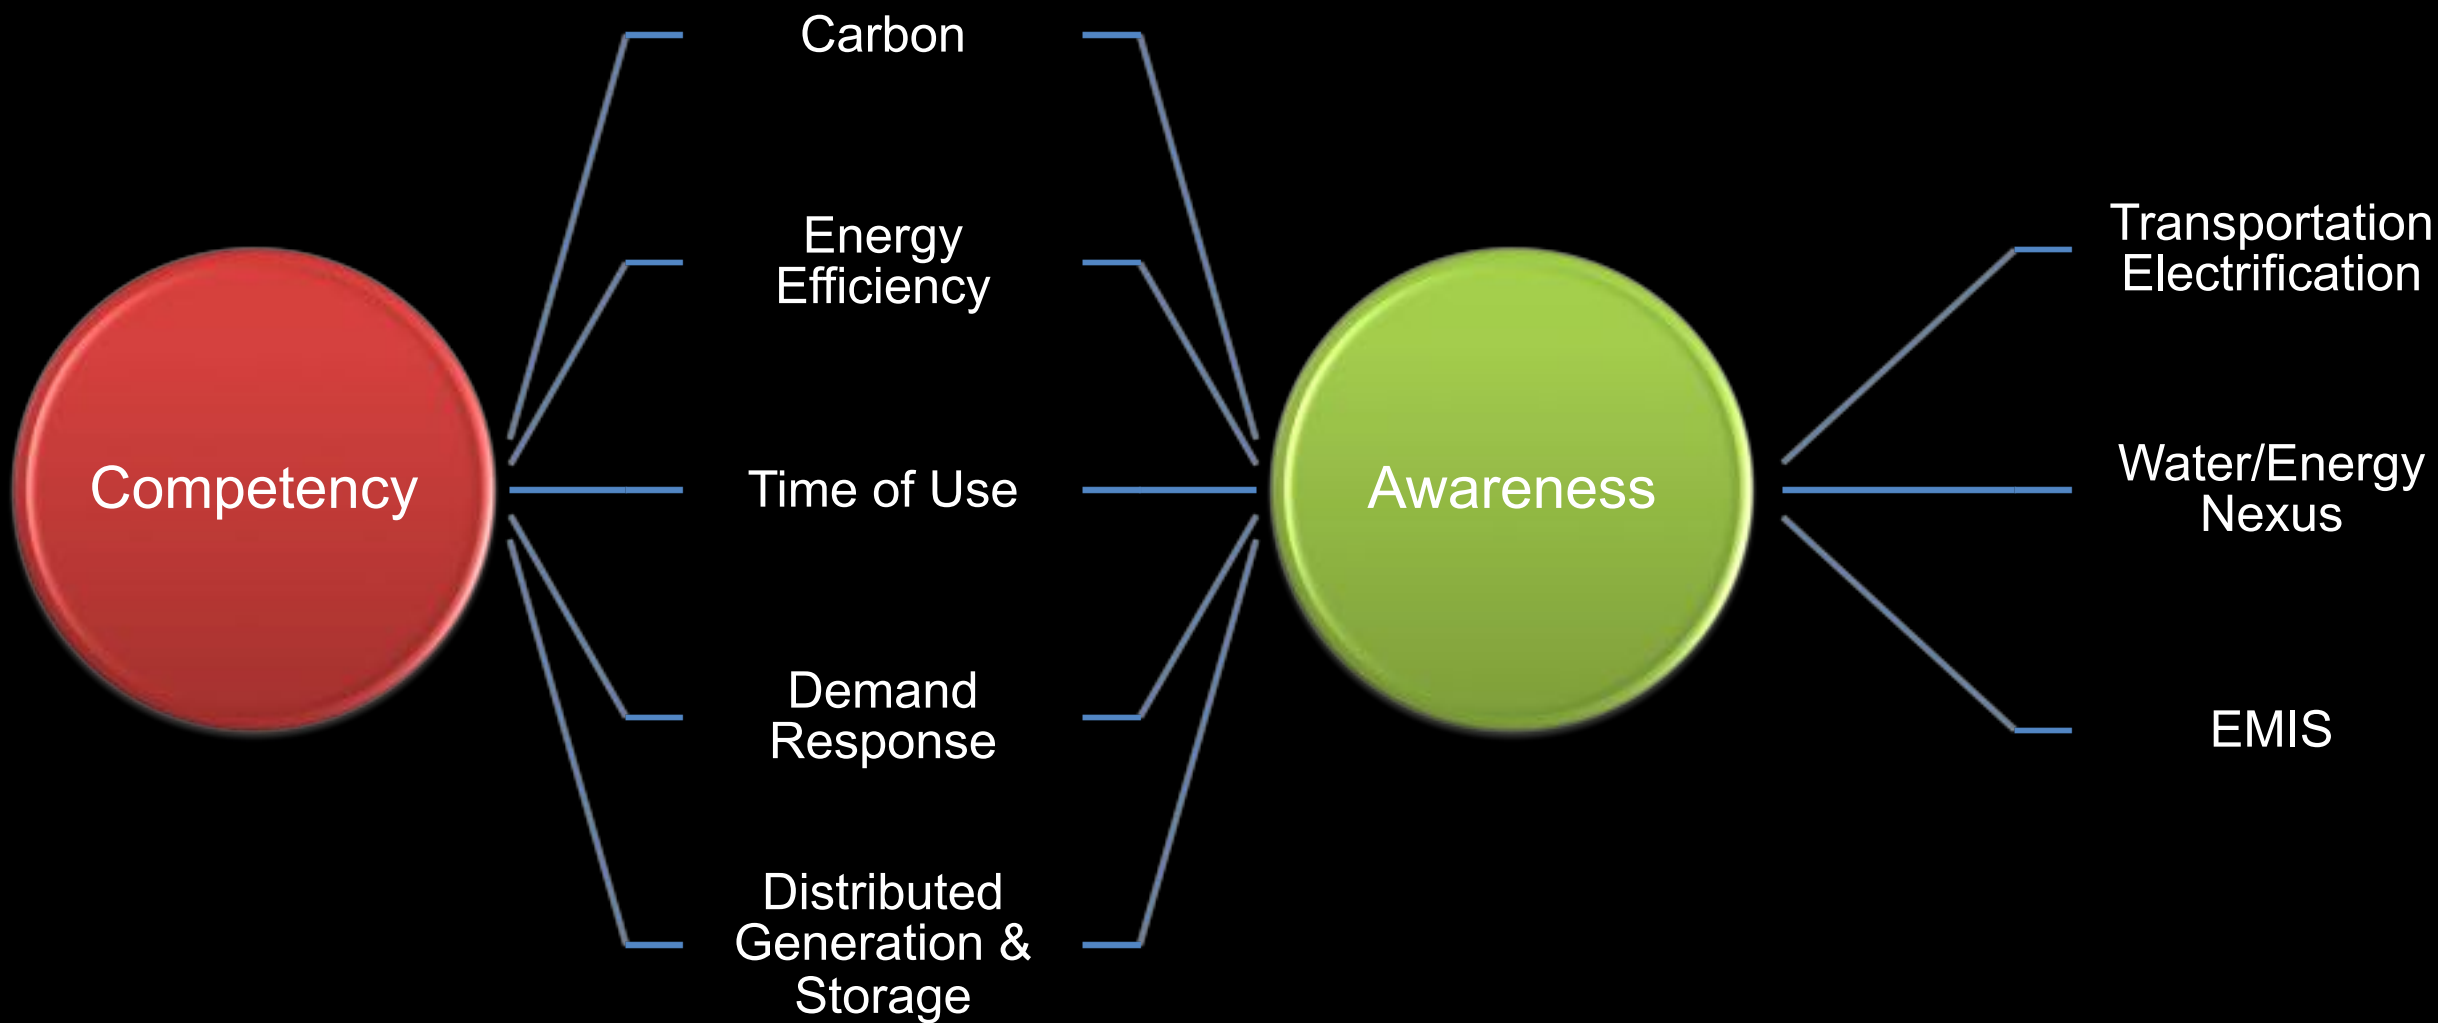 Competency
Carbon
Energy
Efficiency
Time of Use
Demand
Response
Distributed
Generation &
Storage
Awareness
Transportation
Electrification
Water/Energy
Nexus
EMIS